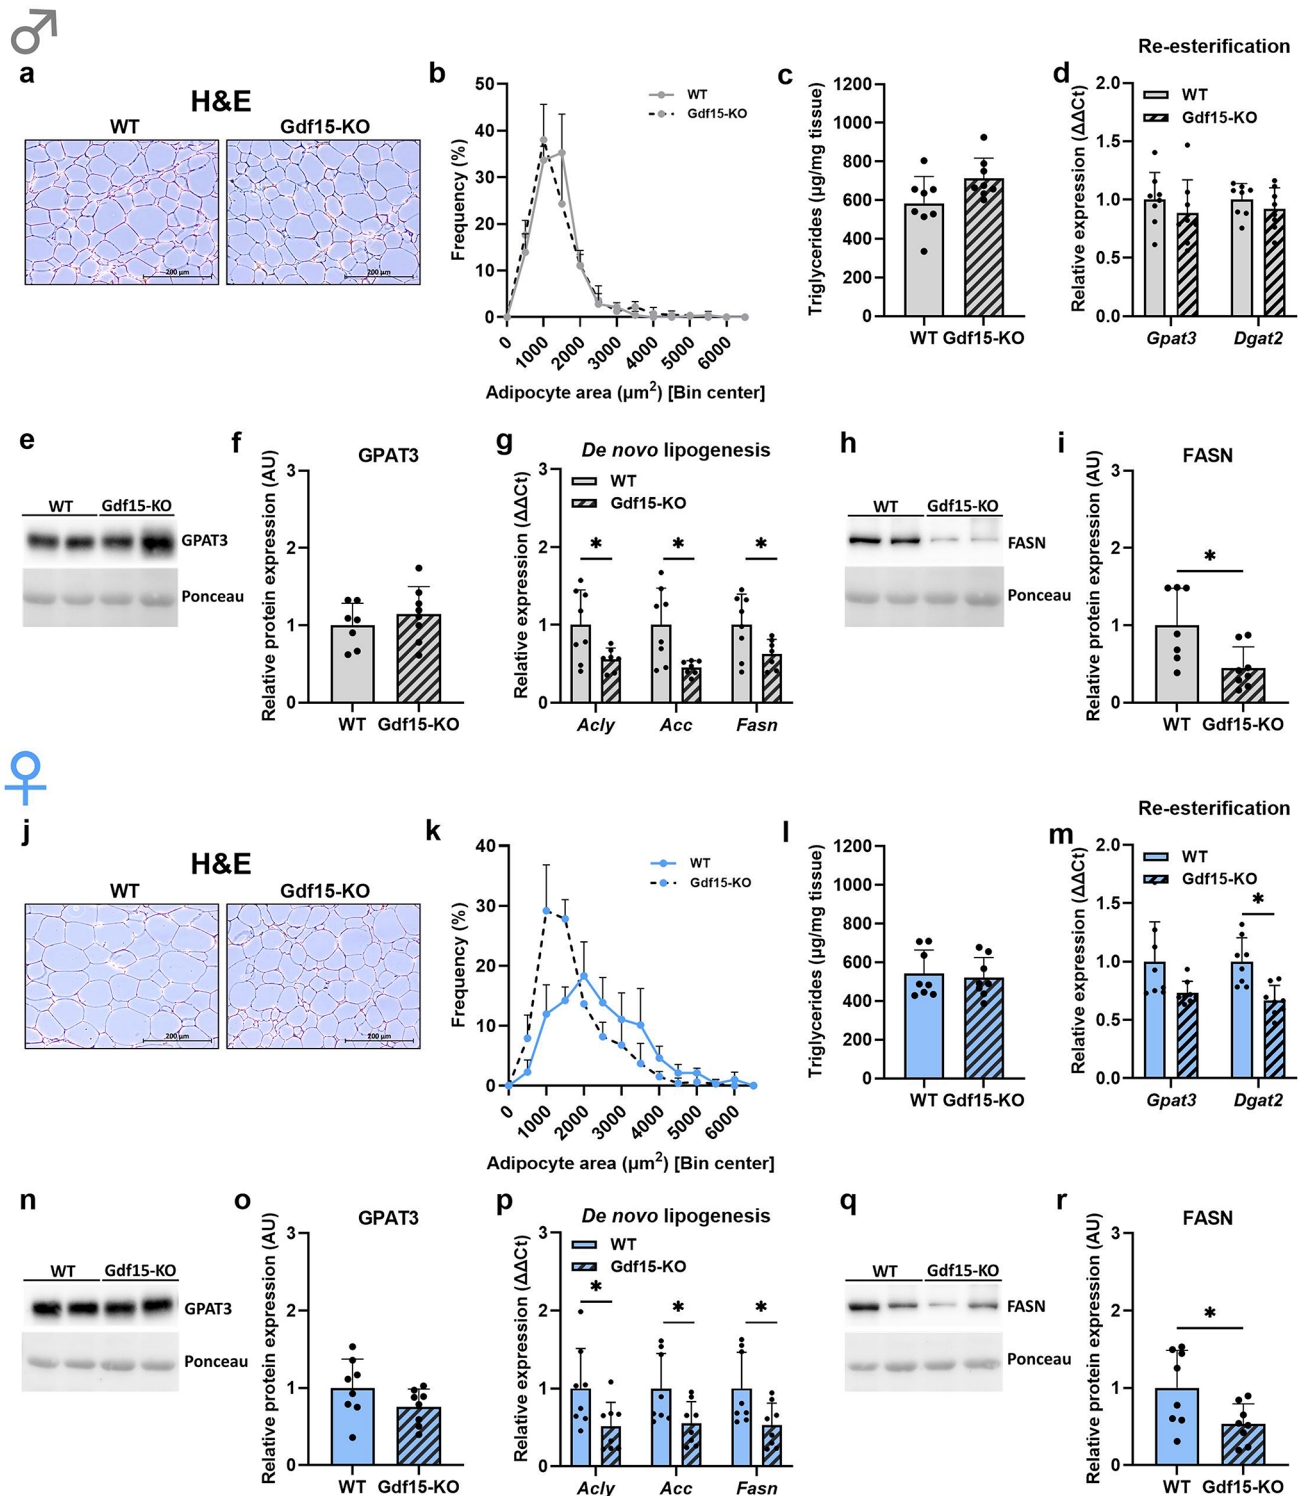 a
H&E
WT
Gdf15-KO
200 µm
200 µm
b
Frequency (%)
50
40
30
20
10
0
WT
Gdf15-KO
0
1000
2000
3000
4000
5000
6000
Adipocyte area (µm²) [Bin center]
c
Triglycerides (µg/mg tissue)
1200
1000
800
600
400
200
0
WT Gdf15-KO
d
Re-esterification
Relative expression (ΔΔCt)
2.0
1.5
1.0
0.5
0.0
WT
Gdf15-KO
Gpat3
Dgat2
e
WT
Gdf15-KO
GPAT3
Ponceau
f
GPAT3
Relative protein expression (AU)
3
2
1
0
WT Gdf15-KO
g
De novo lipogenesis
Relative expression (ΔΔCt)
3
2
1
0
WT
Gdf15-KO
*
*
*
Acly
Acc
Fasn
h
WT
Gdf15-KO
FASN
Ponceau
i
FASN
Relative protein expression (AU)
3
2
1
0
*
WT Gdf15-KO
j
H&E
WT
Gdf15-KO
200 µm
200 µm
k
Frequency (%)
40
30
20
10
0
WT
Gdf15-KO
0
1000
2000
3000
4000
5000
6000
Adipocyte area (µm²) [Bin center]
l
Triglycerides (µg/mg tissue)
1200
1000
800
600
400
200
0
WT Gdf15-KO
m
Re-esterification
Relative expression (ΔΔCt)
2.0
1.5
1.0
0.5
0.0
WT
Gdf15-KO
*
Gpat3
Dgat2
n
WT
Gdf15-KO
GPAT3
Ponceau
o
GPAT3
Relative protein expression (AU)
3
2
1
0
WT Gdf15-KO
p
De novo lipogenesis
Relative expression (ΔΔCt)
3
2
1
0
WT
Gdf15-KO
*
*
*
Acly
Acc
Fasn
q
WT
Gdf15-KO
FASN
Ponceau
r
FASN
Relative protein expression (AU)
3
2
1
0
*
WT Gdf15-KO